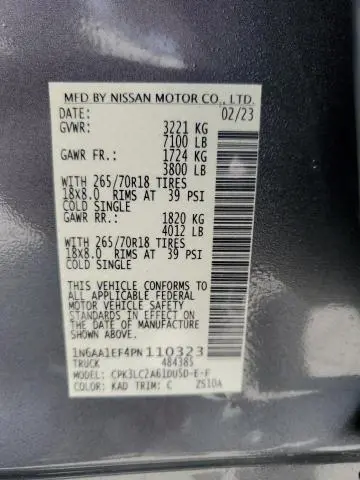 MFD BY NISSAN MOTOR CO., LTD.
DATE: 02/23
GVWR: 3221 KG
7100 LB
GAWR FR.: 1724 KG
3800 LB
WITH 265/70R18 TIRES
18X8.0 RIMS AT 39 PSI
COLD SINGLE
GAWR RR.: 1820 KG
4012 LB
WITH 265/70R18 TIRES
18X8.0 RIMS AT 39 PSI
COLD SINGLE
THIS VEHICLE CONFORMS TO ALL
APPLICABLE FEDERAL MOTOR
MOTOR VEHICLE SAFETY
STANDARDS IN EFFECT ON
THE DATE OF MANUFACTURE
1N6AA1EF4PN110323
TRUCK 484385
MODEL: CPK3LC2A61DU5D-E-F
COLOR: KAD TRIM: C ZS10A